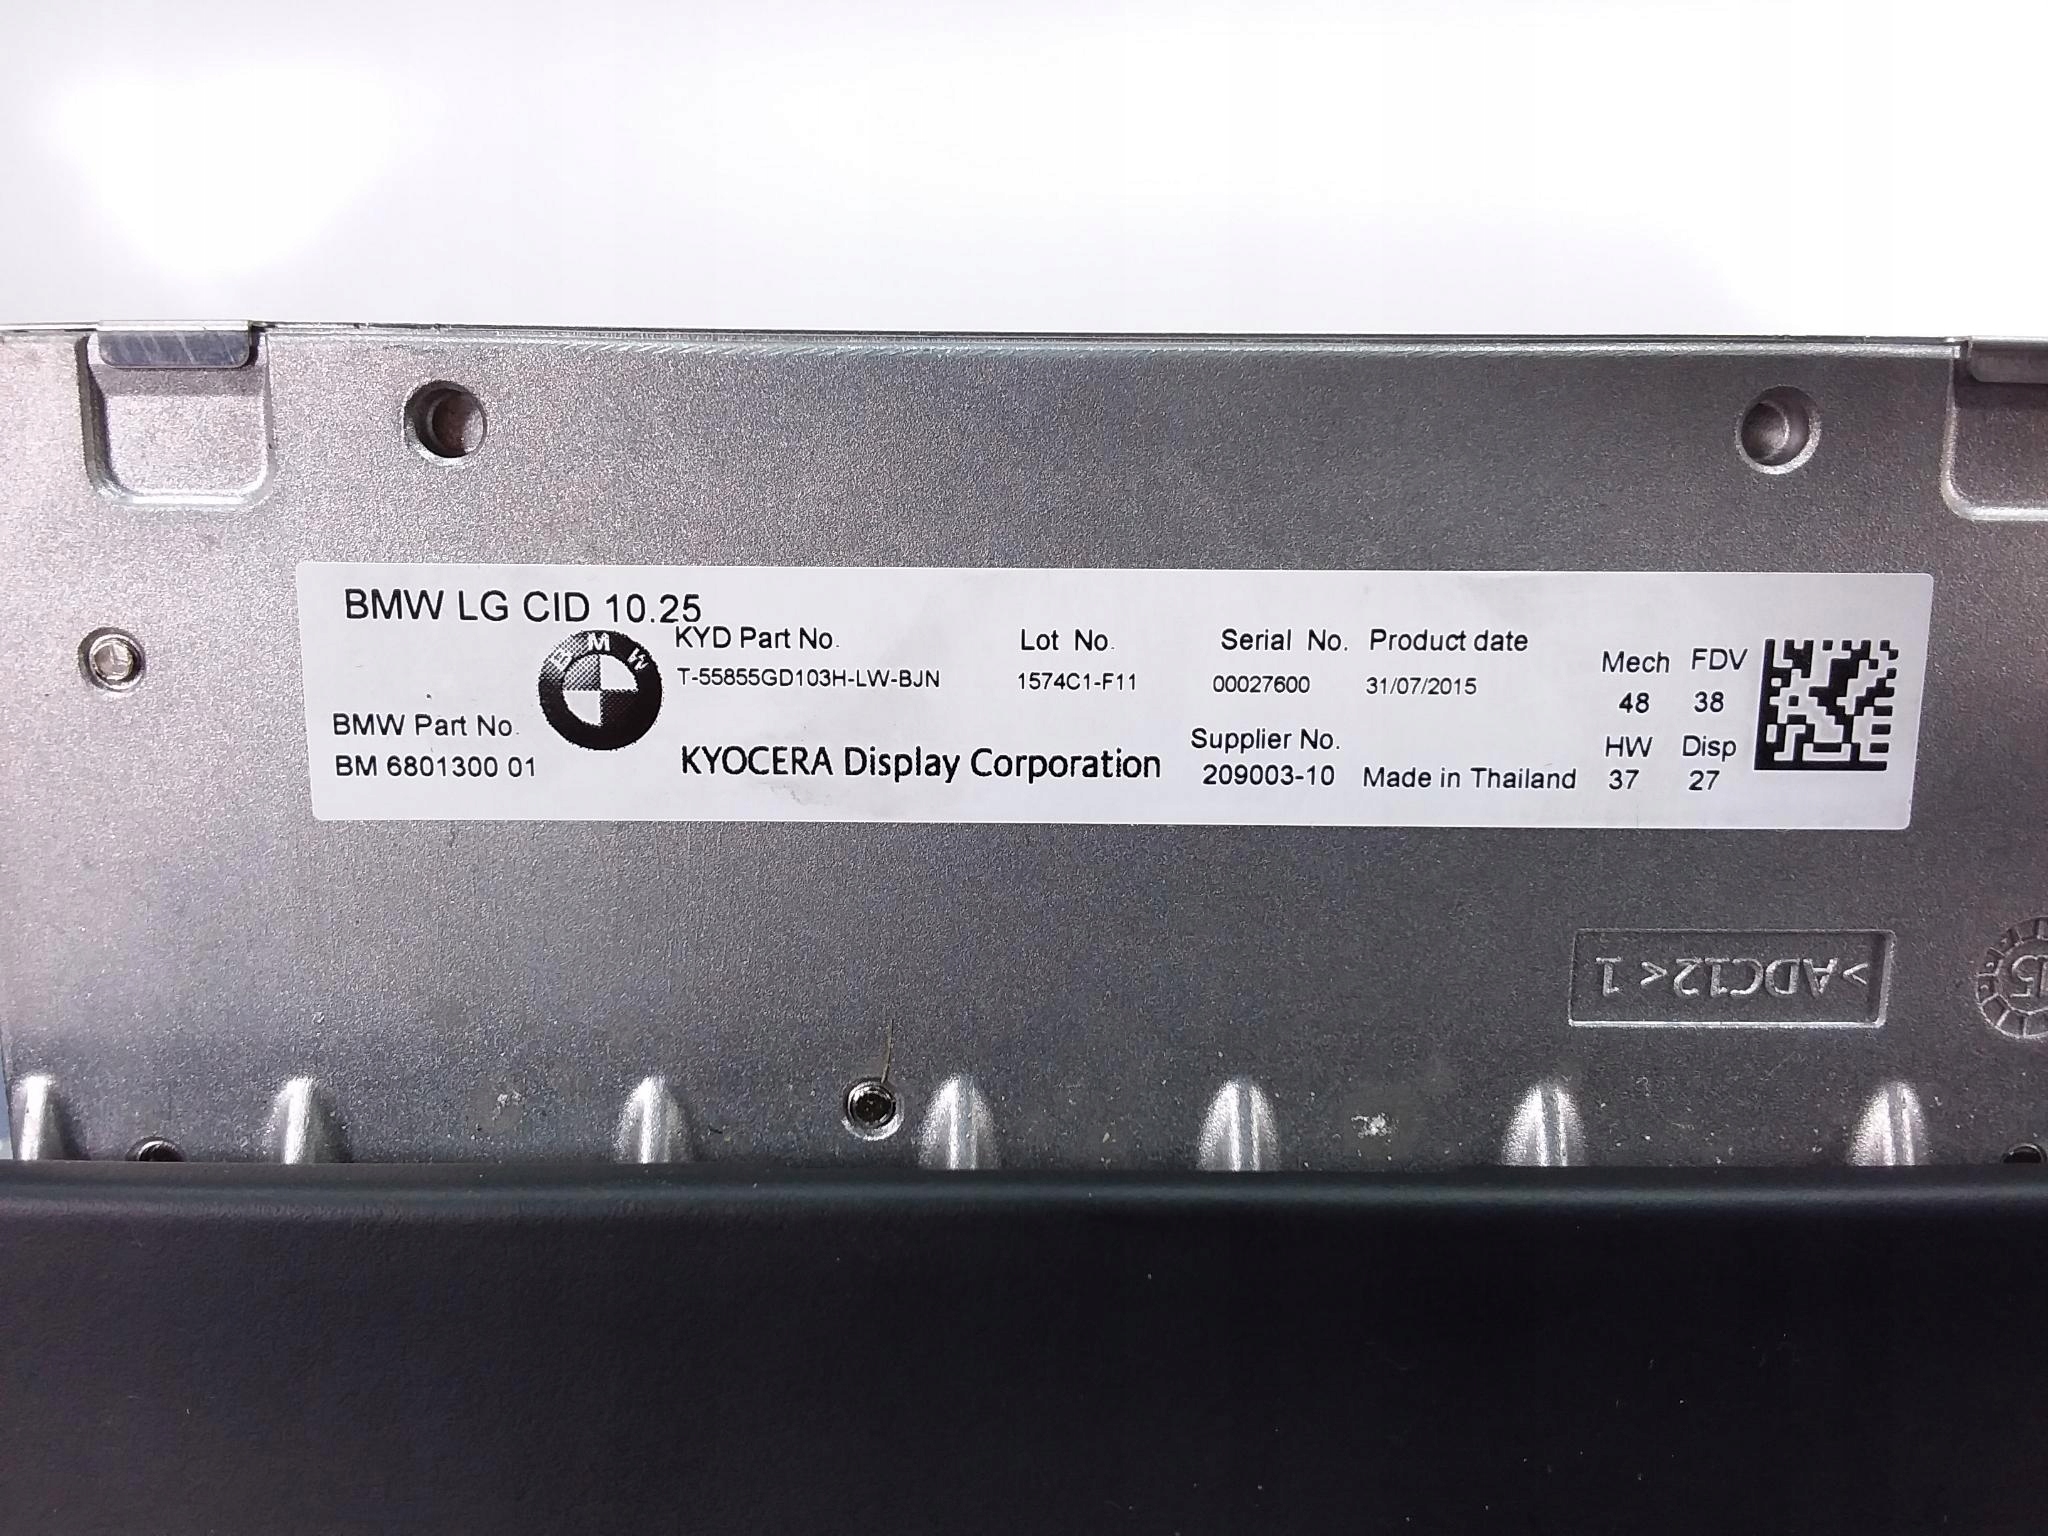 BMW LG CID 10.25
B M W
KYD Part No.
T-55855GD103H-LW-BJN
Lot No.
1574C1-F11
Serial No.
00027600
Product date
31/07/2015
Mech
48
FDV
38
BMW Part No.
BM 6801300 01
KYOCERA Display Corporation
Supplier No.
209003-10
Made in Thailand
HW
37
Disp
27
>ADC12< 1
15